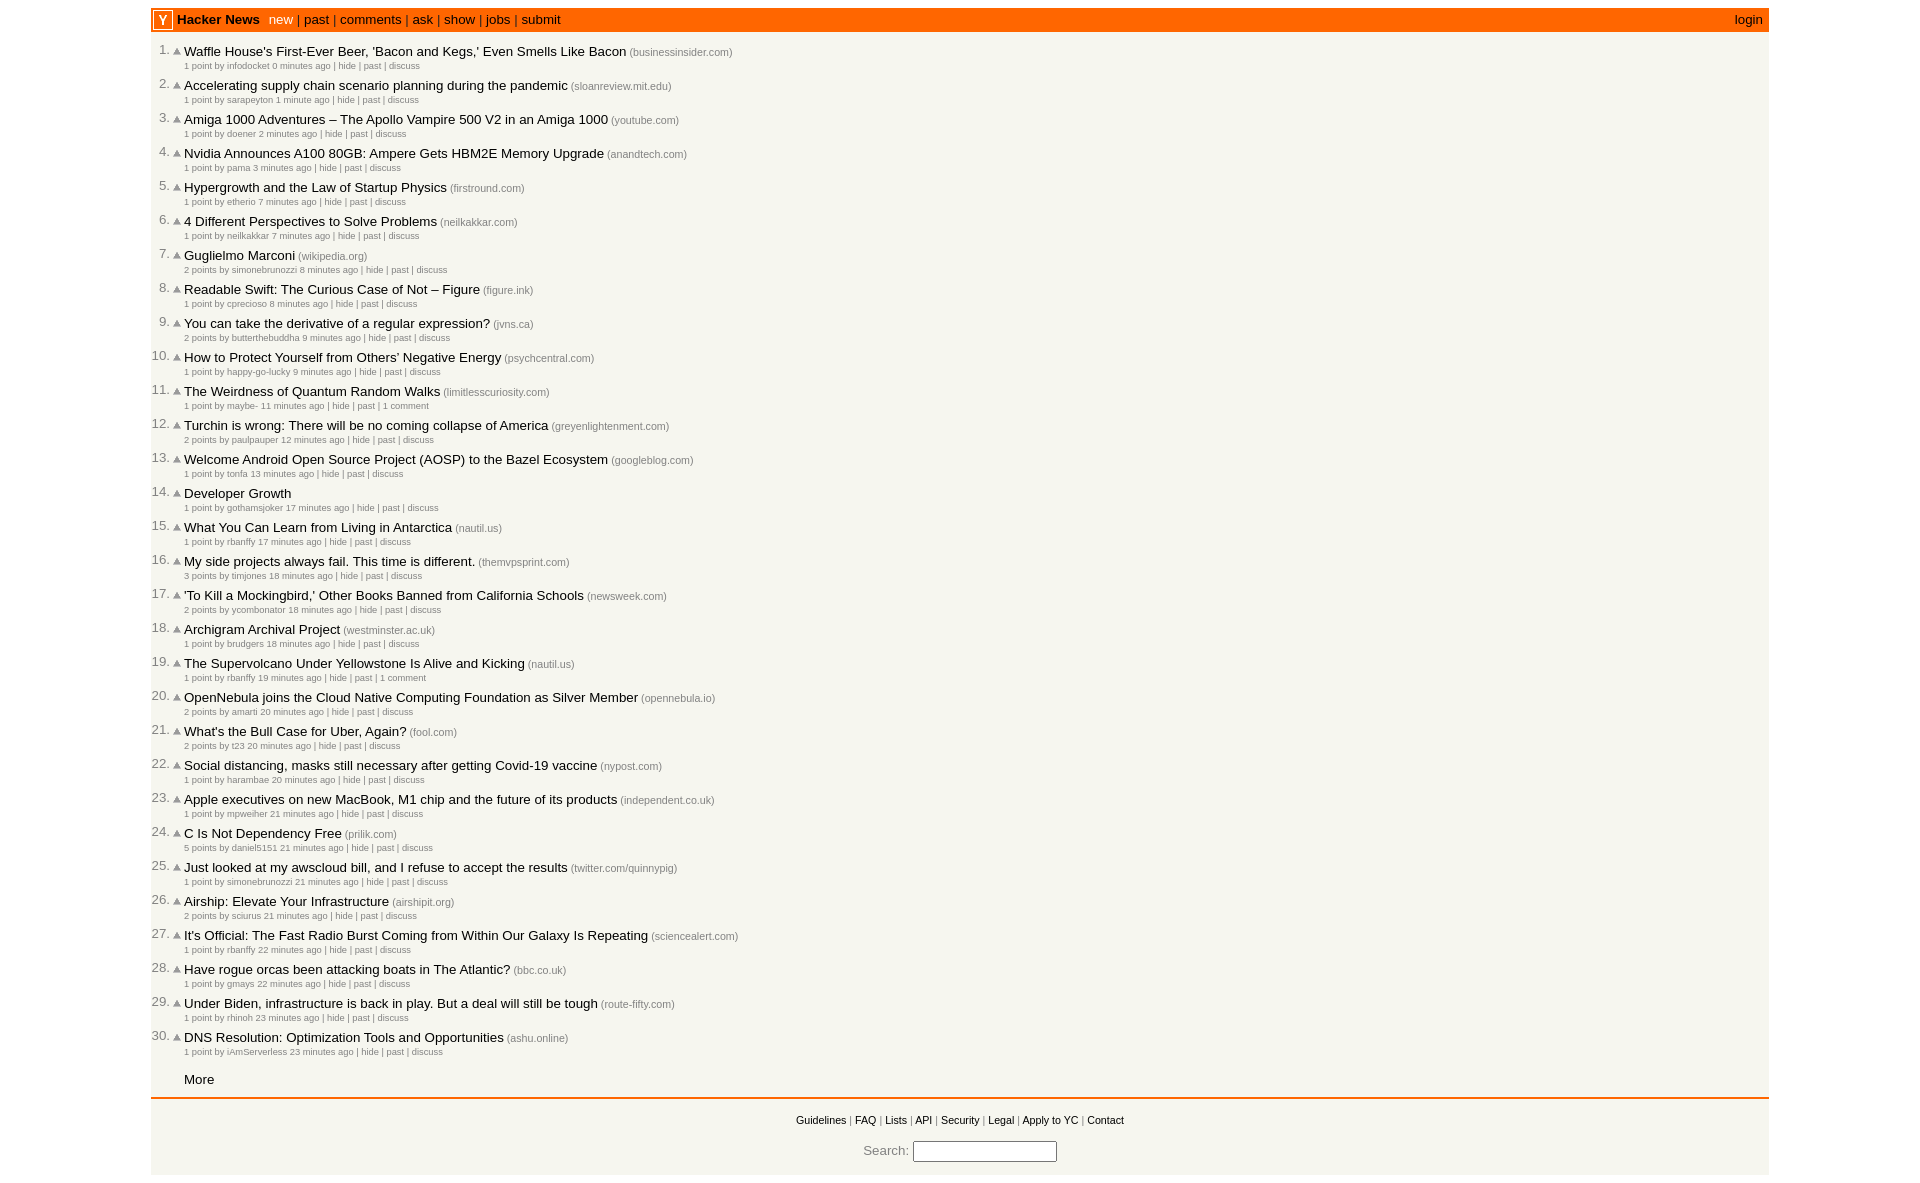 Y Hacker News new | past | comments | ask | show | jobs | submit login
1. Waffle House's First-Ever Beer, 'Bacon and Kegs,' Even Smells Like Bacon (businessinsider.com)
1 point by infodocket 0 minutes ago | hide | past | discuss
2. Accelerating supply chain scenario planning during the pandemic (sloanreview.mit.edu)
1 point by sarapeyton 1 minute ago | hide | past | discuss
3. Amiga 1000 Adventures – The Apollo Vampire 500 V2 in an Amiga 1000 (youtube.com)
1 point by doener 2 minutes ago | hide | past | discuss
4. Nvidia Announces A100 80GB: Ampere Gets HBM2E Memory Upgrade (anandtech.com)
1 point by pama 3 minutes ago | hide | past | discuss
5. Hypergrowth and the Law of Startup Physics (firstround.com)
1 point by etherio 7 minutes ago | hide | past | discuss
6. 4 Different Perspectives to Solve Problems (neilkakkar.com)
1 point by neilkakkar 7 minutes ago | hide | past | discuss
7. Guglielmo Marconi (wikipedia.org)
2 points by simonebrunozzi 8 minutes ago | hide | past | discuss
8. Readable Swift: The Curious Case of Not – Figure (figure.ink)
1 point by cprecioso 8 minutes ago | hide | past | discuss
9. You can take the derivative of a regular expression? (jvns.ca)
2 points by butterthebuddha 9 minutes ago | hide | past | discuss
10. How to Protect Yourself from Others' Negative Energy (psychcentral.com)
1 point by happy-go-lucky 9 minutes ago | hide | past | discuss
11. The Weirdness of Quantum Random Walks (limitlesscuriosity.com)
1 point by maybe- 11 minutes ago | hide | past | 1 comment
12. Turchin is wrong: There will be no coming collapse of America (greyenlightenment.com)
2 points by paulpauper 12 minutes ago | hide | past | discuss
13. Welcome Android Open Source Project (AOSP) to the Bazel Ecosystem (googleblog.com)
1 point by tonfa 13 minutes ago | hide | past | discuss
14. Developer Growth
1 point by gothamsjoker 17 minutes ago | hide | past | discuss
15. What You Can Learn from Living in Antarctica (nautil.us)
1 point by rbanffy 17 minutes ago | hide | past | discuss
16. My side projects always fail. This time is different. (themvpsprint.com)
3 points by timjones 18 minutes ago | hide | past | discuss
17. 'To Kill a Mockingbird,' Other Books Banned from California Schools (newsweek.com)
2 points by ycombonator 18 minutes ago | hide | past | discuss
18. Archigram Archival Project (westminster.ac.uk)
1 point by brudgers 18 minutes ago | hide | past | discuss
19. The Supervolcano Under Yellowstone Is Alive and Kicking (nautil.us)
1 point by rbanffy 19 minutes ago | hide | past | 1 comment
20. OpenNebula joins the Cloud Native Computing Foundation as Silver Member (opennebula.io)
2 points by amarti 20 minutes ago | hide | past | discuss
21. What's the Bull Case for Uber, Again? (fool.com)
2 points by t23 20 minutes ago | hide | past | discuss
22. Social distancing, masks still necessary after getting Covid-19 vaccine (nypost.com)
1 point by harambae 20 minutes ago | hide | past | discuss
23. Apple executives on new MacBook, M1 chip and the future of its products (independent.co.uk)
1 point by mpweiher 21 minutes ago | hide | past | discuss
24. C Is Not Dependency Free (prilik.com)
5 points by daniel5151 21 minutes ago | hide | past | discuss
25. Just looked at my awscloud bill, and I refuse to accept the results (twitter.com/quinnypig)
1 point by simonebrunozzi 21 minutes ago | hide | past | discuss
26. Airship: Elevate Your Infrastructure (airshipit.org)
2 points by sciurus 21 minutes ago | hide | past | discuss
27. It's Official: The Fast Radio Burst Coming from Within Our Galaxy Is Repeating (sciencealert.com)
1 point by rbanffy 22 minutes ago | hide | past | discuss
28. Have rogue orcas been attacking boats in The Atlantic? (bbc.co.uk)
1 point by gmays 22 minutes ago | hide | past | discuss
29. Under Biden, infrastructure is back in play. But a deal will still be tough (route-fifty.com)
1 point by rhinoh 23 minutes ago | hide | past | discuss
30. DNS Resolution: Optimization Tools and Opportunities (ashu.online)
1 point by iAmServerless 23 minutes ago | hide | past | discuss
More
Guidelines | FAQ | Lists | API | Security | Legal | Apply to YC | Contact
Search: